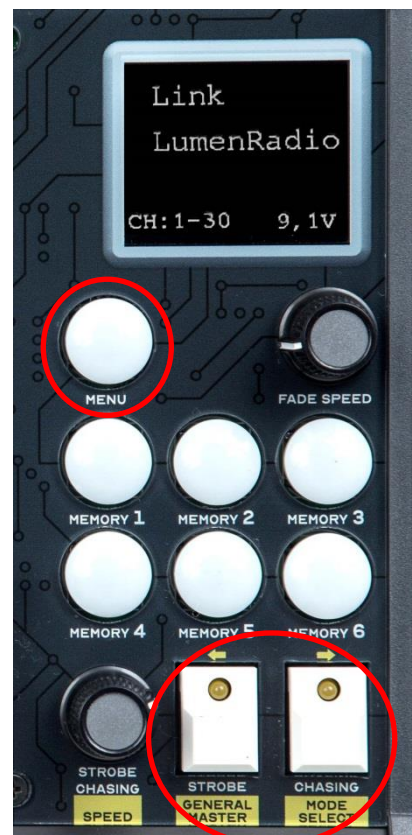 Link
LumenRadio
CH:1-30 9,1V
MENU
FADE SPEED
MEMORY 1 MEMORY 2 MEMORY 3
MEMORY 4 MEMORY 5 MEMORY 6
STROBE
CHASING
SPEED
STROBE
GENERAL
MASTER
CHASING
MODE
SELECT